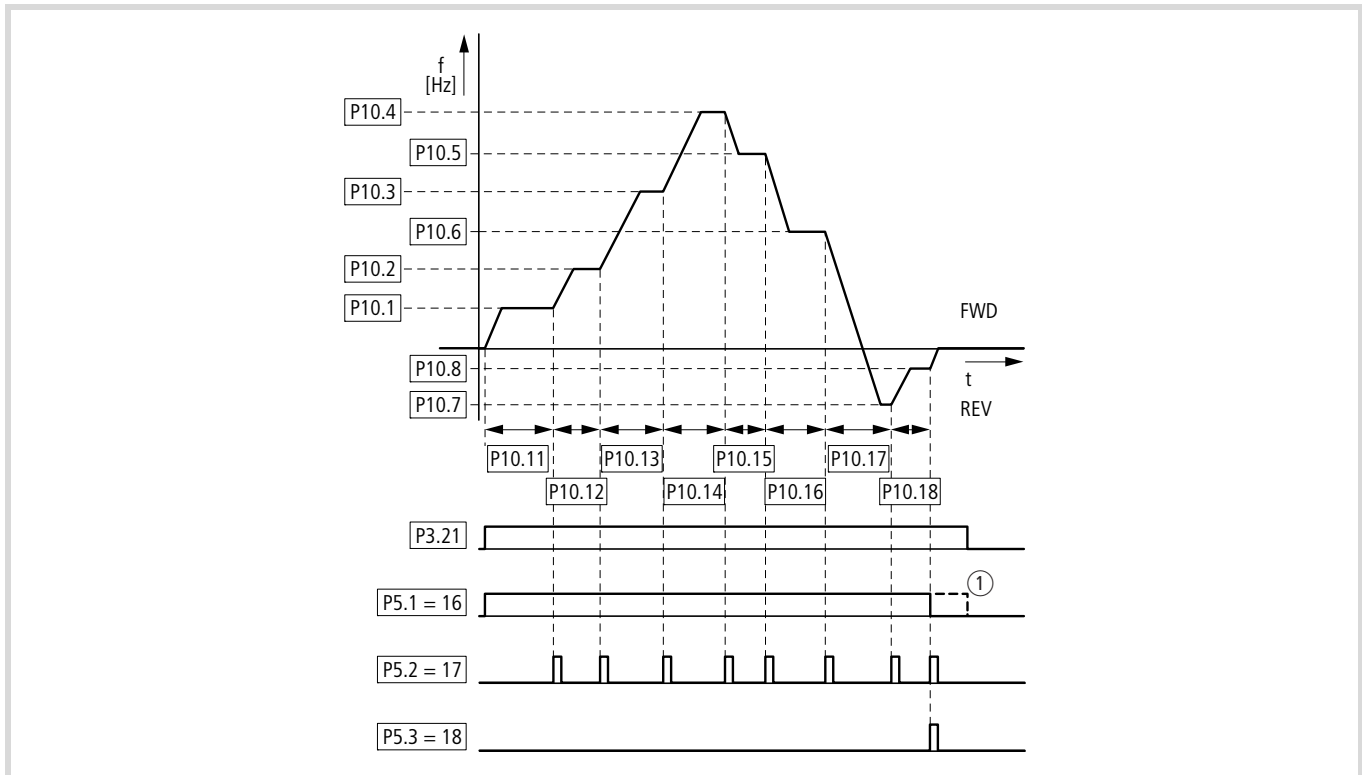 f
[Hz]
P10.4
P10.5
P10.3
P10.6
P10.2
P10.1
FWD
P10.8
t
P10.7
REV
P10.11
P10.13
P10.15
P10.17
P10.12
P10.14
P10.16
P10.18
P3.21
1
P5.1 = 16
P5.2 = 17
P5.3 = 18